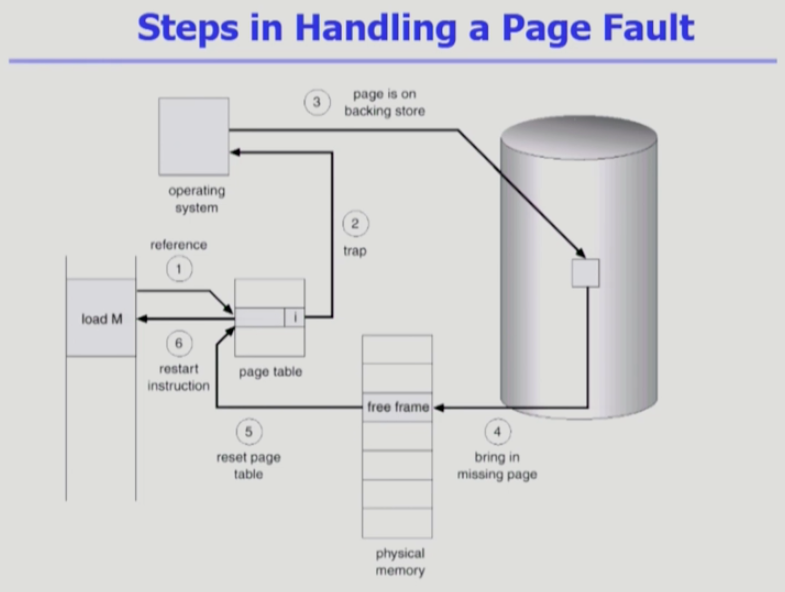 Steps in Handling a Page Fault
3
page is on
backing store
operating
system
2
trap
reference
1
load M
i
6
restart
instruction
page table
free frame
5
reset page
table
4
bring in
missing page
physical
memory